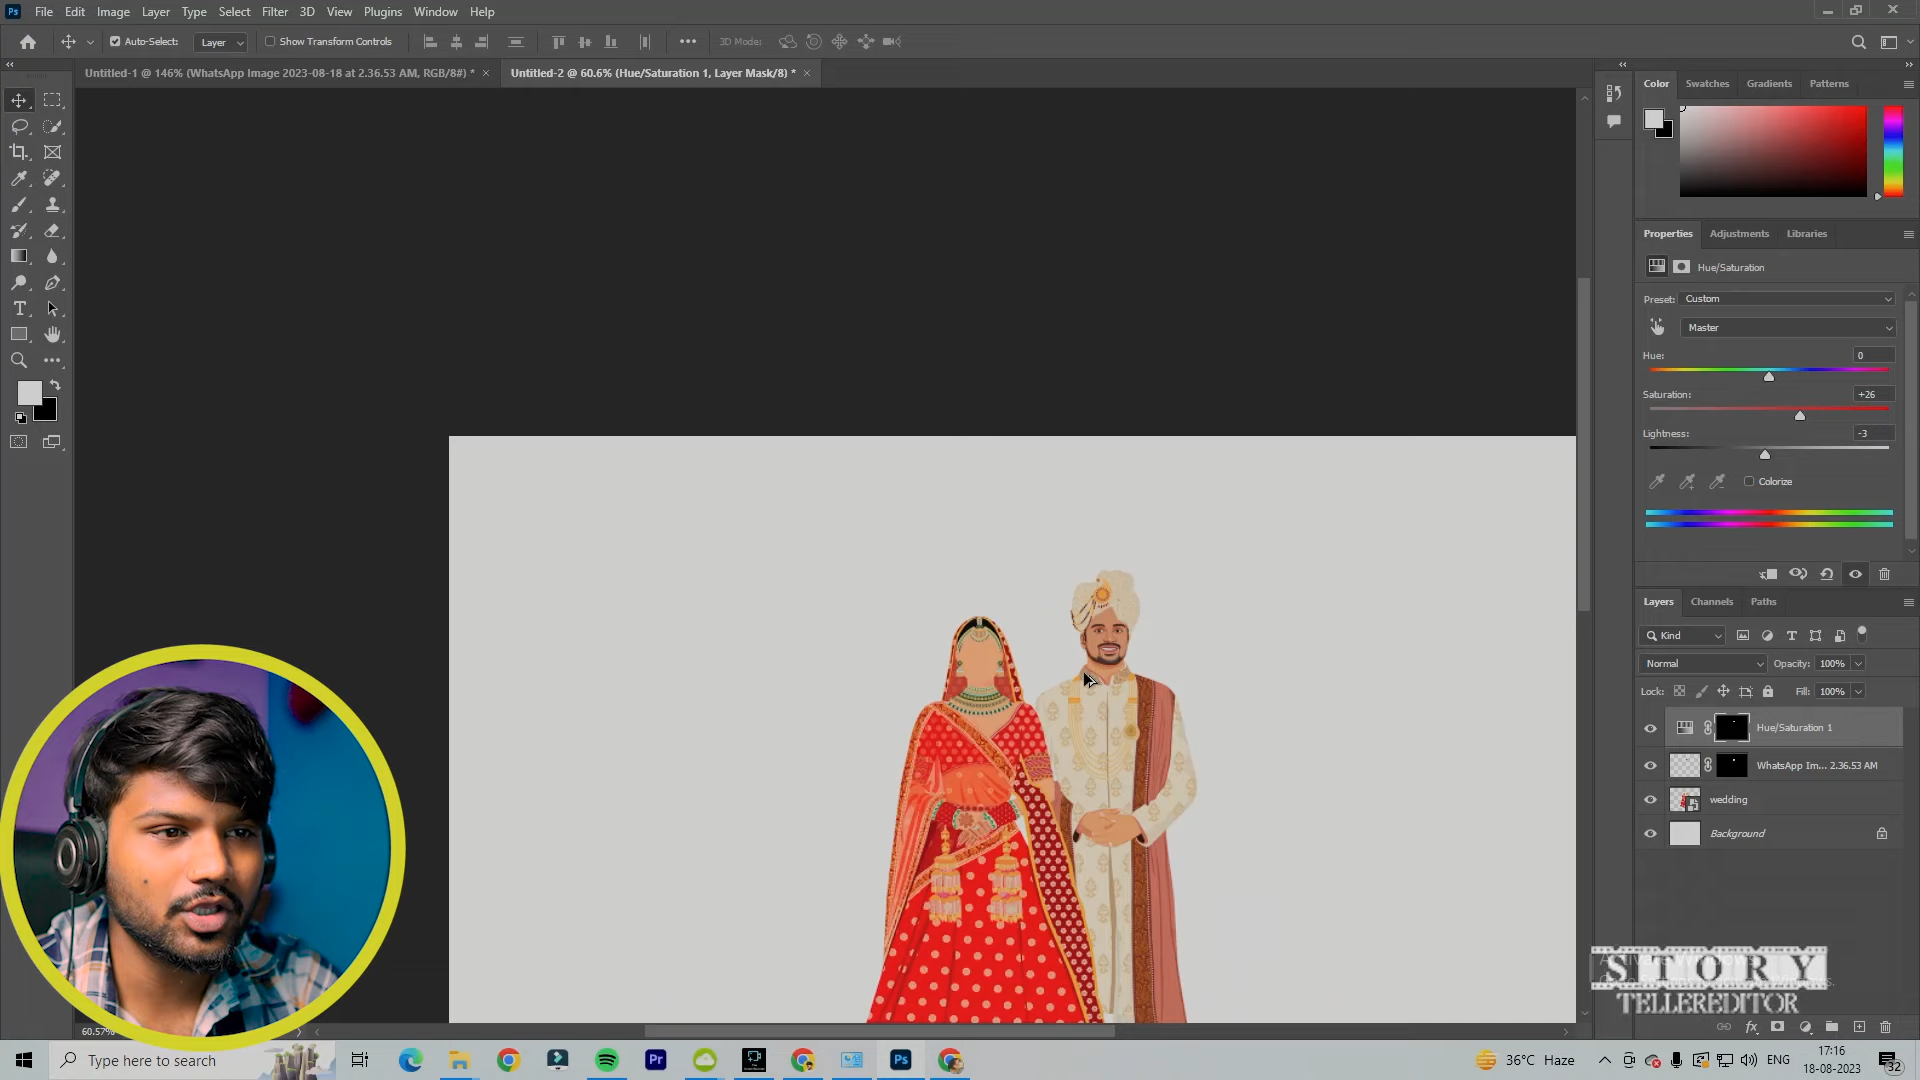 Ps File Edit Image Layer Type Select Filter 3D View Plugins Window Help
Auto-Select: Layer Show Transform Controls 3D Mode:
Untitled-1 @ 146% (WhatsApp Image 2023-08-18 at 2.36.53 AM, RGB/8#) *
Untitled-2 @ 60.6% (Hue/Saturation 1, Layer Mask/8) *
Color Swatches Gradients Patterns
Properties Adjustments Libraries
Hue/Saturation
Preset: Custom
Master
Hue: 0
Saturation: +26
Lightness: -3
Colorize
Layers Channels Paths
Kind
Normal Opacity: 100%
Lock: Fill: 100%
Hue/Saturation 1
WhatsApp Im... 2.36.53 AM
wedding
Background
STORY
TELLEREDITOR
60.57%
Type here to search
Pr
Ps
36°C Haze
ENG
17:16
18-08-2023
32